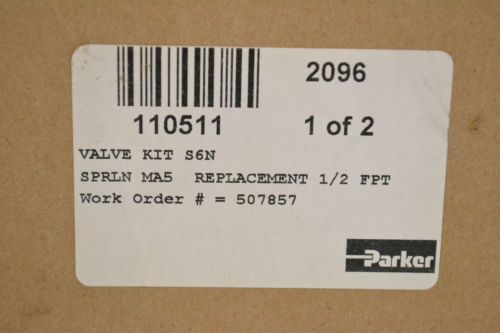 2096
110511 1 of 2
VALVE KIT S6N
SPRLN MA5 REPLACEMENT 1/2 FPT
Work Order # = 507857
Parker